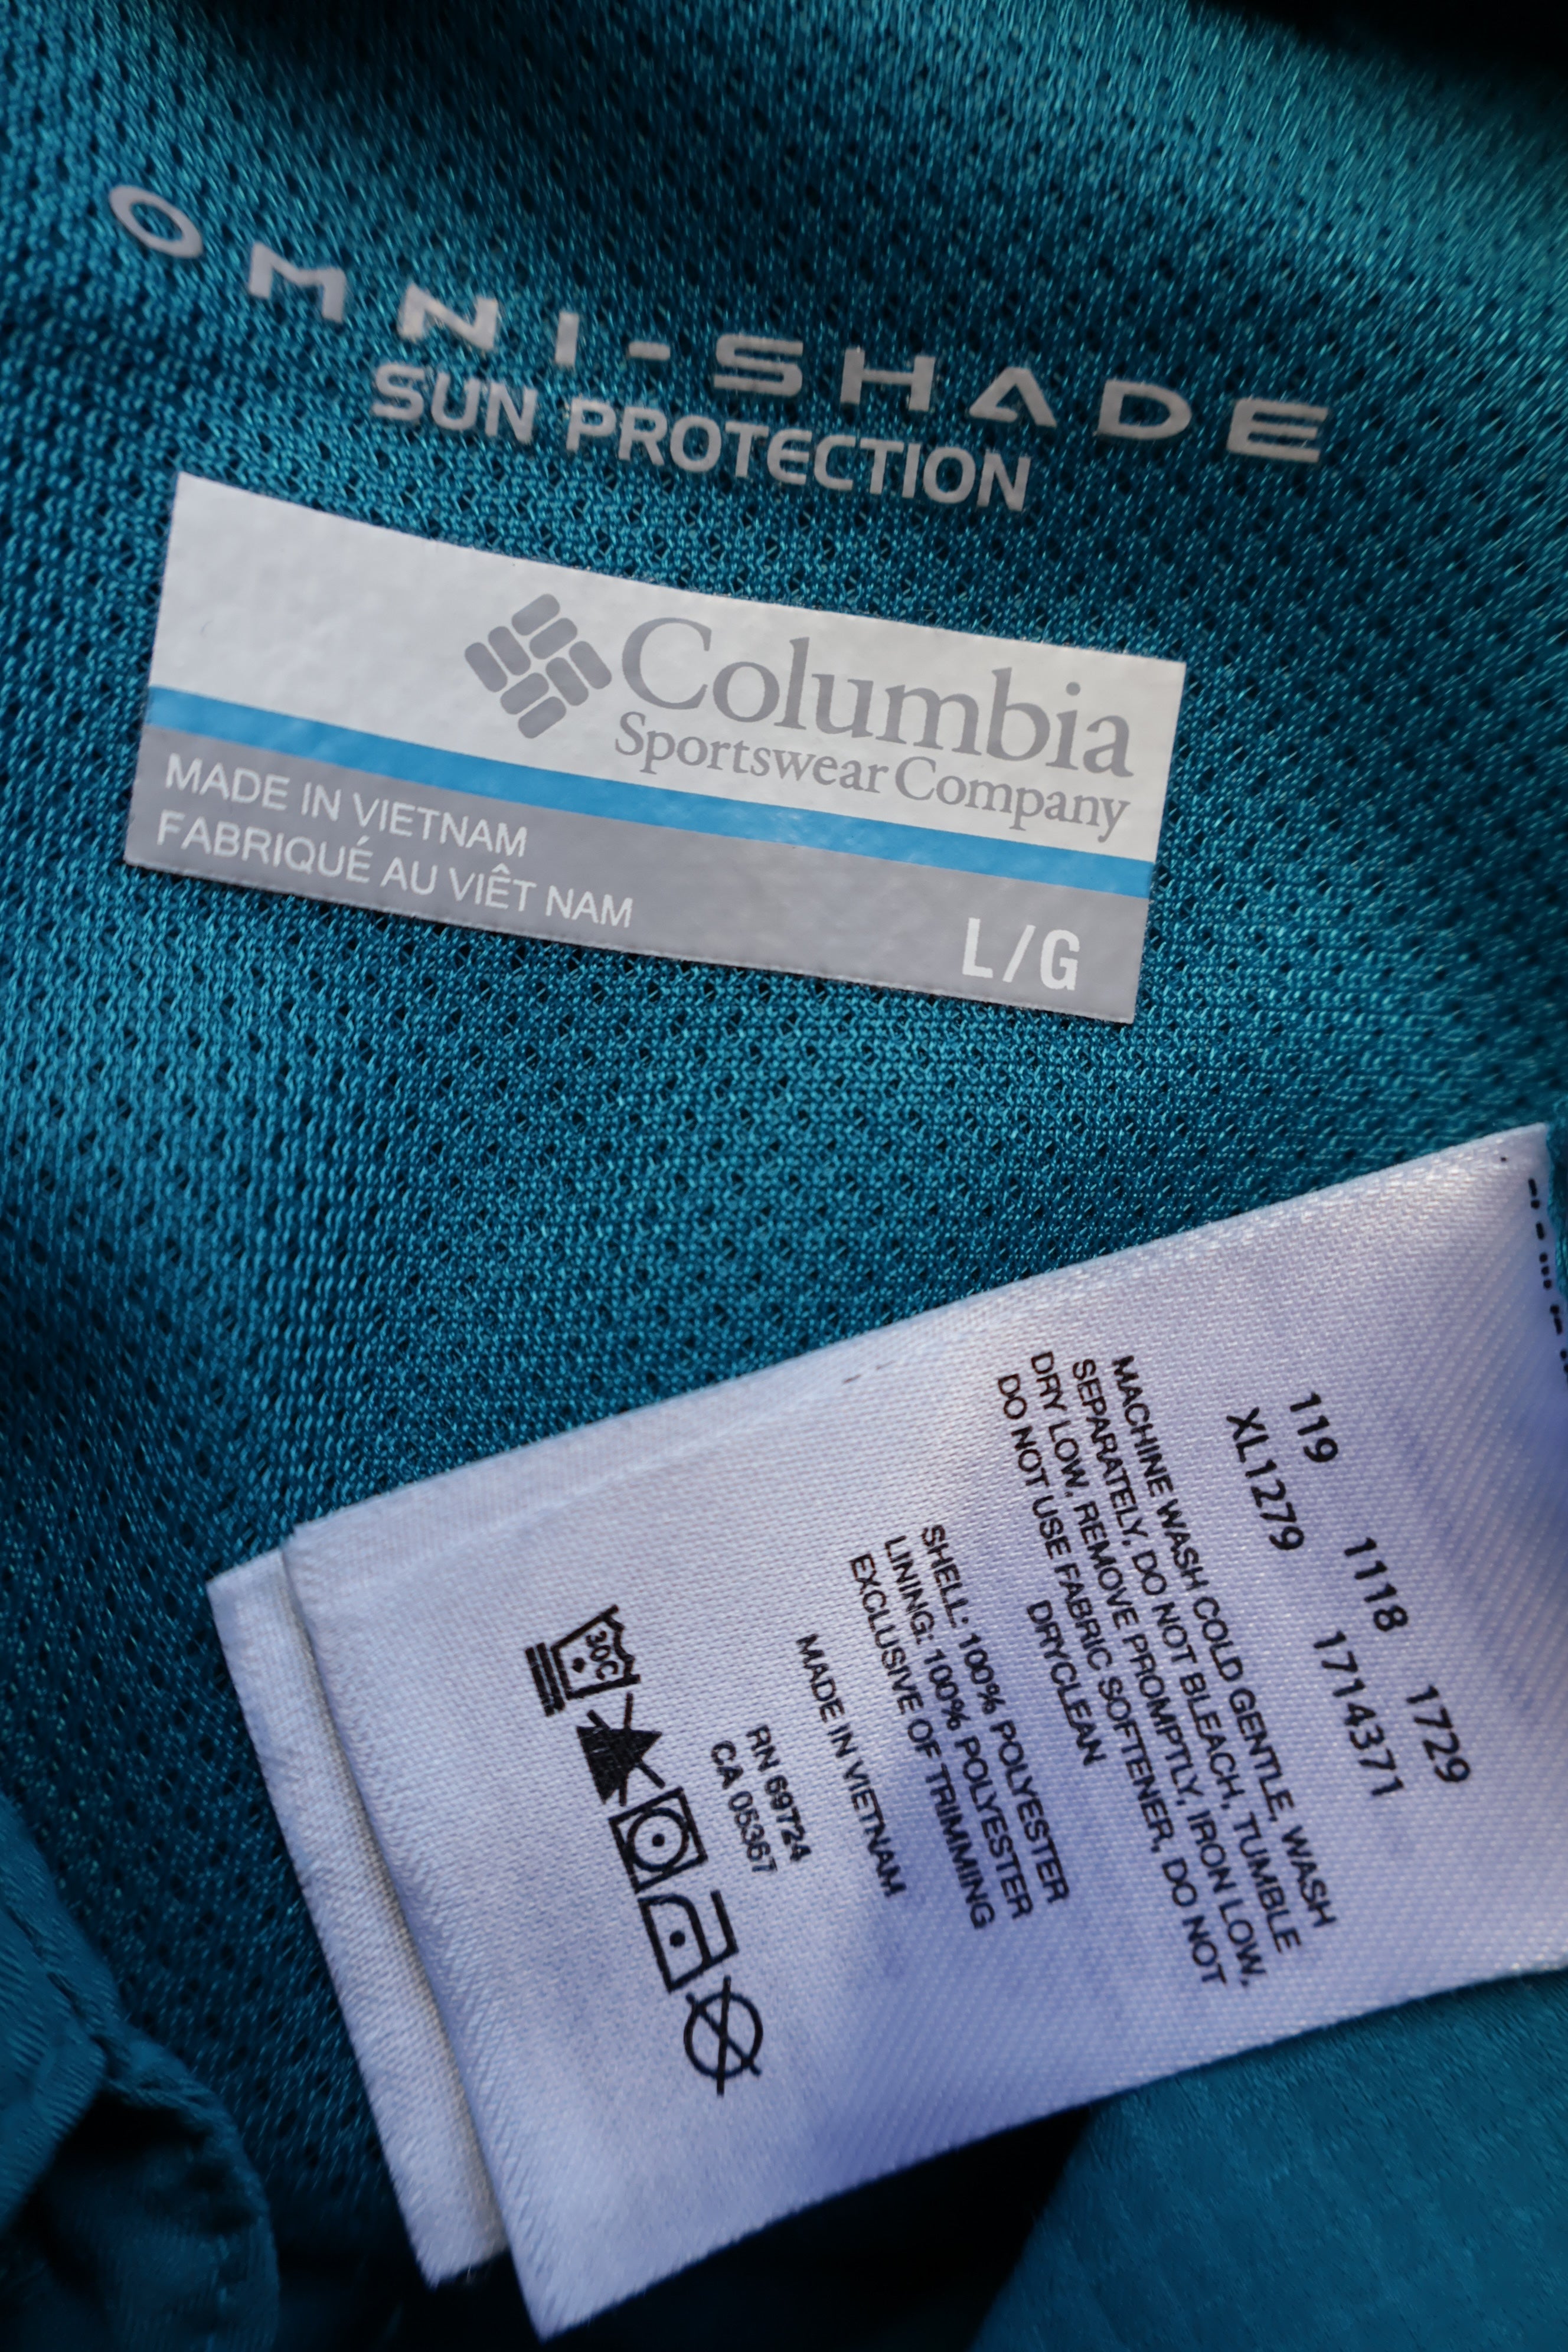 OMNI-SHADE
SUN PROTECTION
Columbia
Sportswear Company
MADE IN VIETNAM
FABRIQUÉ AU VIÊT NAM
L/G
119 1118 1729
XL1279 1714371
MACHINE WASH COLD GENTLE, WASH
SEPARATELY, DO NOT BLEACH, TUMBLE
DRY LOW, REMOVE PROMPTLY, IRON LOW,
DO NOT USE FABRIC SOFTENER, DO NOT
DRYCLEAN
SHELL: 100% POLYESTER
LINING: 100% POLYESTER
EXCLUSIVE OF TRIMMING
MADE IN VIETNAM
RN 69724
CA 05367
30C